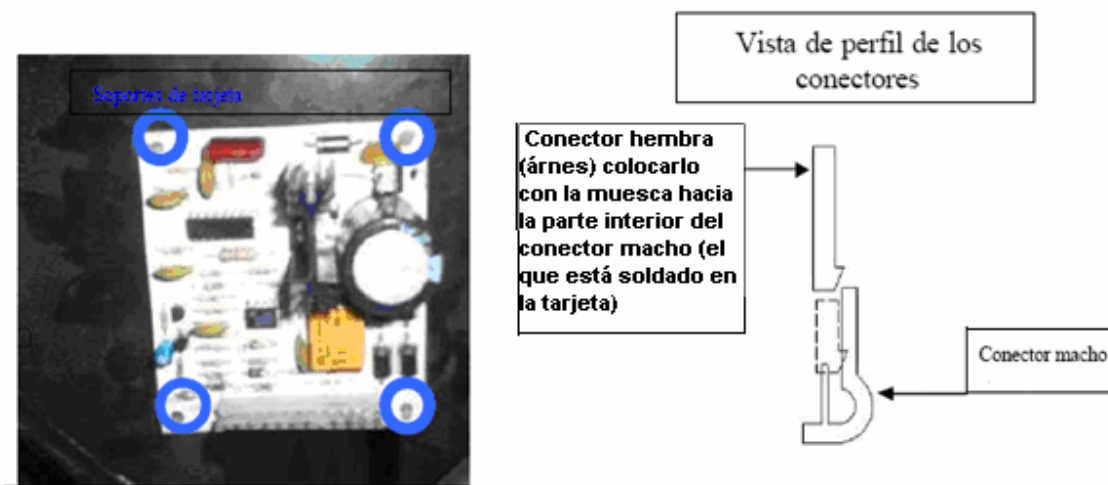 Soportes de tarjeta
Vista de perfil de los
conectores
Conector hembra
(árnes) colocarlo
con la muesca hacia
la parte interior del
conector macho (el
que está soldado en
la tarjeta)
Conector macho